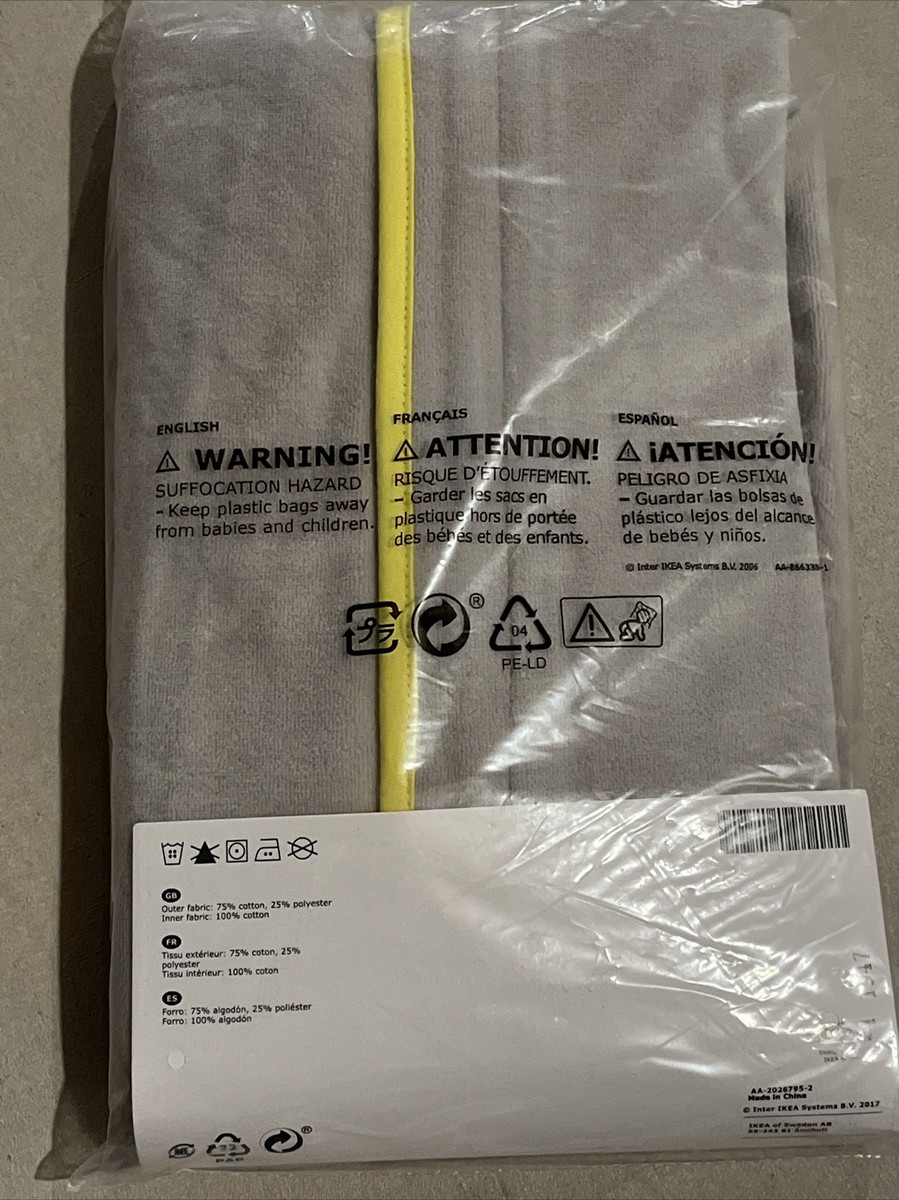 ENGLISH
WARNING!
SUFFOCATION HAZARD
– Keep plastic bags away
from babies and children.
FRANÇAIS
ATTENTION!
RISQUE D'ÉTOUFFEMENT.
– Garder les sacs en
plastique hors de portée
des bébés et des enfants.
ESPAÑOL
¡ATENCIÓN!
PELIGRO DE ASFIXIA
– Guardar las bolsas de
plástico lejos del alcance
de bebés y niños.
© Inter IKEA Systems B.V. 2006
プラ
®
04
PE-LD
GB
Outer fabric: 75% cotton, 25% polyester
Inner fabric: 100% cotton
FR
Tissu extérieur: 75% coton, 25%
polyester
Tissu intérieur: 100% coton
ES
Forro: 75% algodón, 25% poliéster
Forro: 100% algodón
AA-2026795-2
Made in China
© Inter IKEA Systems B.V. 2017
IKEA of Sweden AB
PAP
®